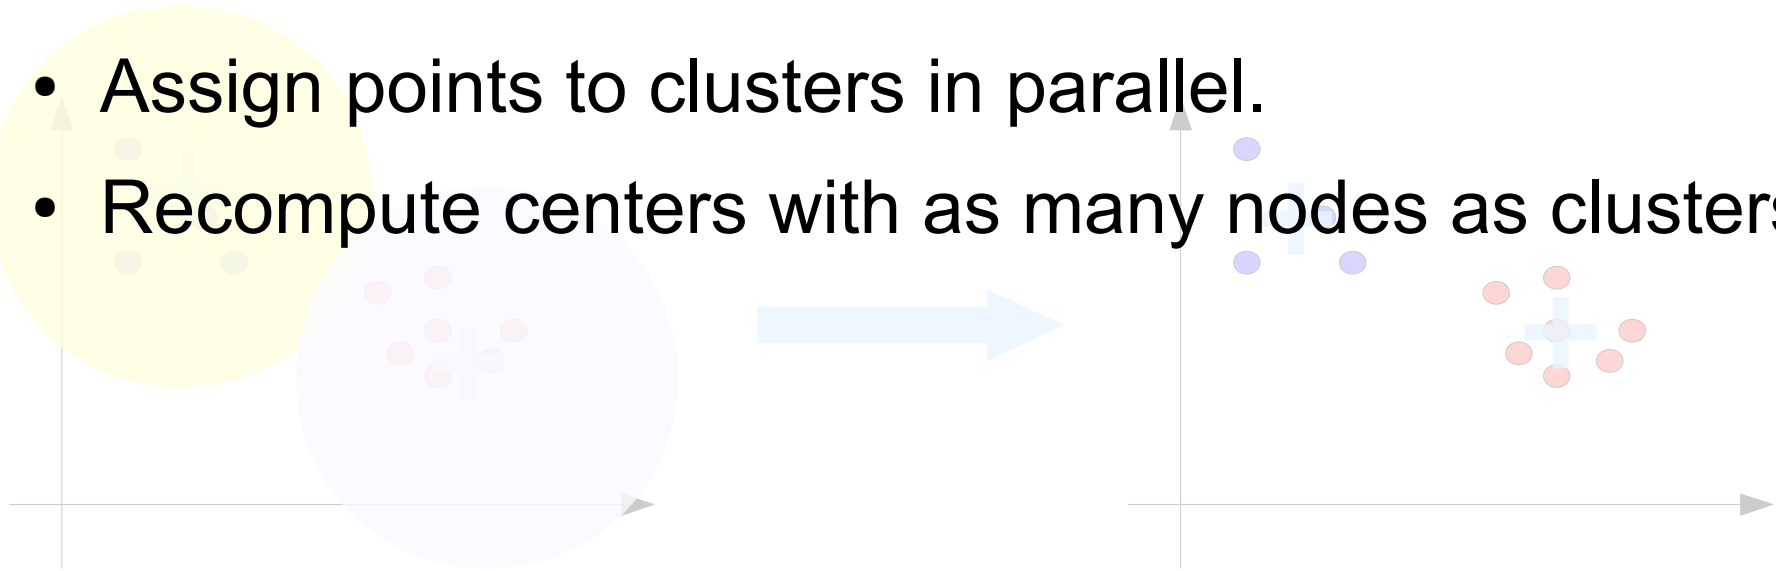 • Assign points to clusters in parallel.
• Recompute centers with as many nodes as clusters